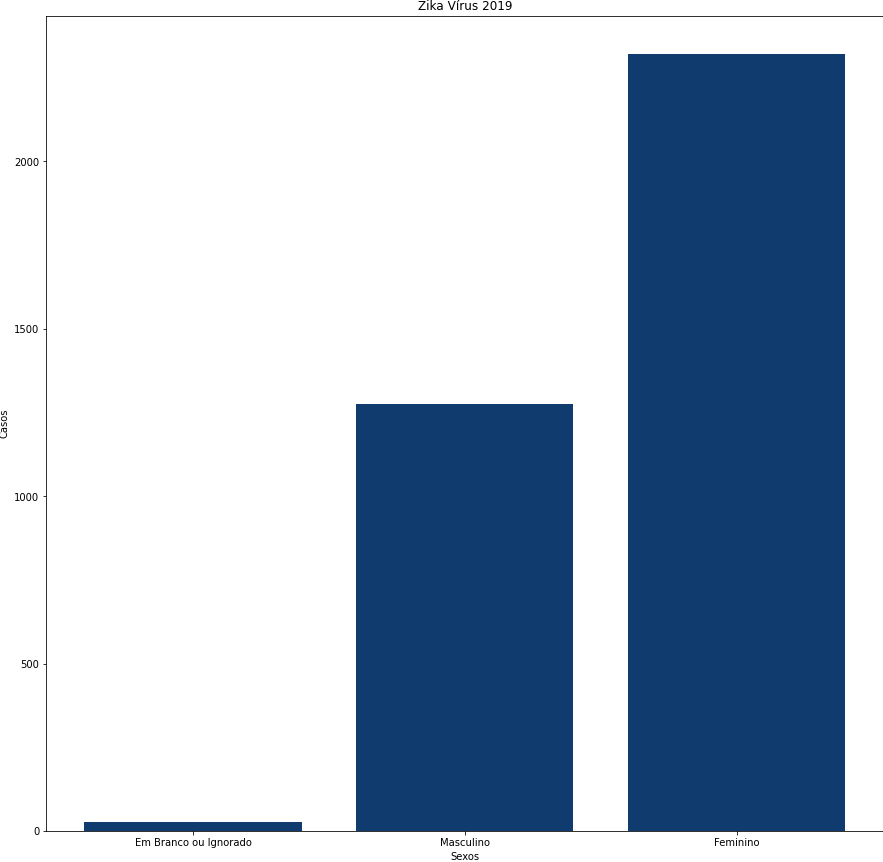 Zika Vírus 2019
Casos
2000
1500
1000
500
0
Em Branco ou Ignorado
Masculino
Feminino
Sexos